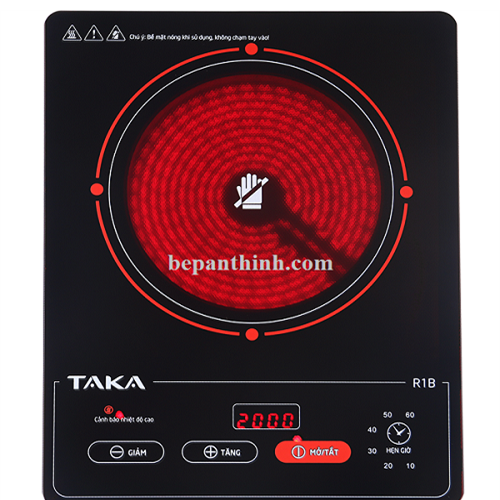 Chú ý: Bề mặt nóng khi sử dụng, không chạm tay vào!
bepanthinh.com
TAKA
R1B
Cảnh báo nhiệt độ cao
2000
50 60
40
30 HẸN GIỜ
20 10
GIẢM
TĂNG
MỞ/TẮT